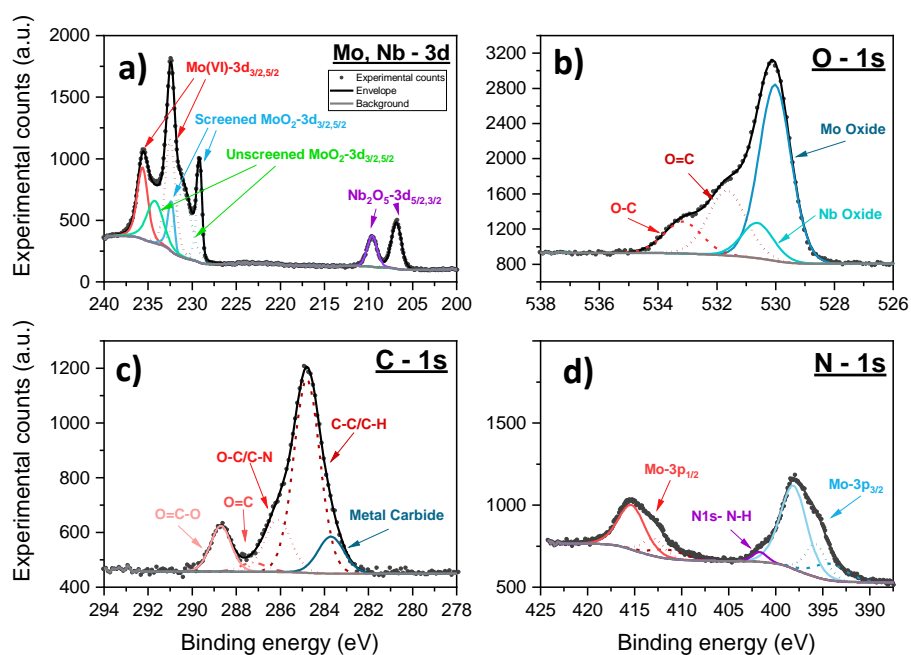 a)
Mo, Nb - 3d
Experimental counts
Envelope
Background
Mo(VI)-3d3/2,5/2
Screened MoO2-3d3/2,5/2
Unscreened MoO2-3d3/2,5/2
Nb2O5-3d5/2,3/2
2000
1500
1000
500
0
240 235 230 225 220 215 210 205 200
Experimental counts (a.u.)
b)
O - 1s
Mo Oxide
O=C
O-C
Nb Oxide
3200
2800
2400
2000
1600
1200
800
538 536 534 532 530 528 526
Experimental counts (a.u.)
c)
C - 1s
C-C/C-H
O-C/C-N
O=C
O=C-O
Metal Carbide
1200
1000
800
600
400
294 292 290 288 286 284 282 280 278
Binding energy (eV)
Experimental counts (a.u.)
d)
N - 1s
Mo-3p1/2
Mo-3p3/2
N1s- N-H
1500
1000
500
425 420 415 410 405 400 395 390
Binding energy (eV)
Experimental counts (a.u.)